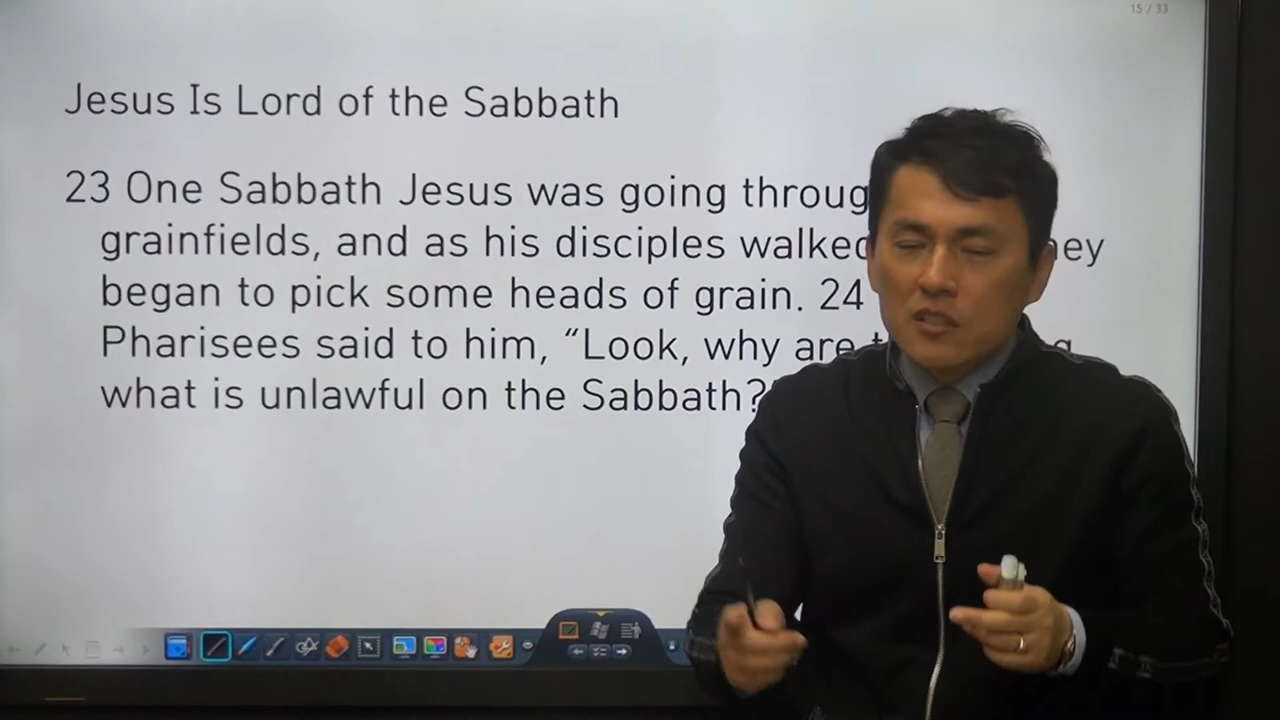 15 / 33
Jesus Is Lord of the Sabbath
23 One Sabbath Jesus was going throug
grainfields, and as his disciples walked ey
began to pick some heads of grain. 24
Pharisees said to him, “Look, why are
what is unlawful on the Sabbath?